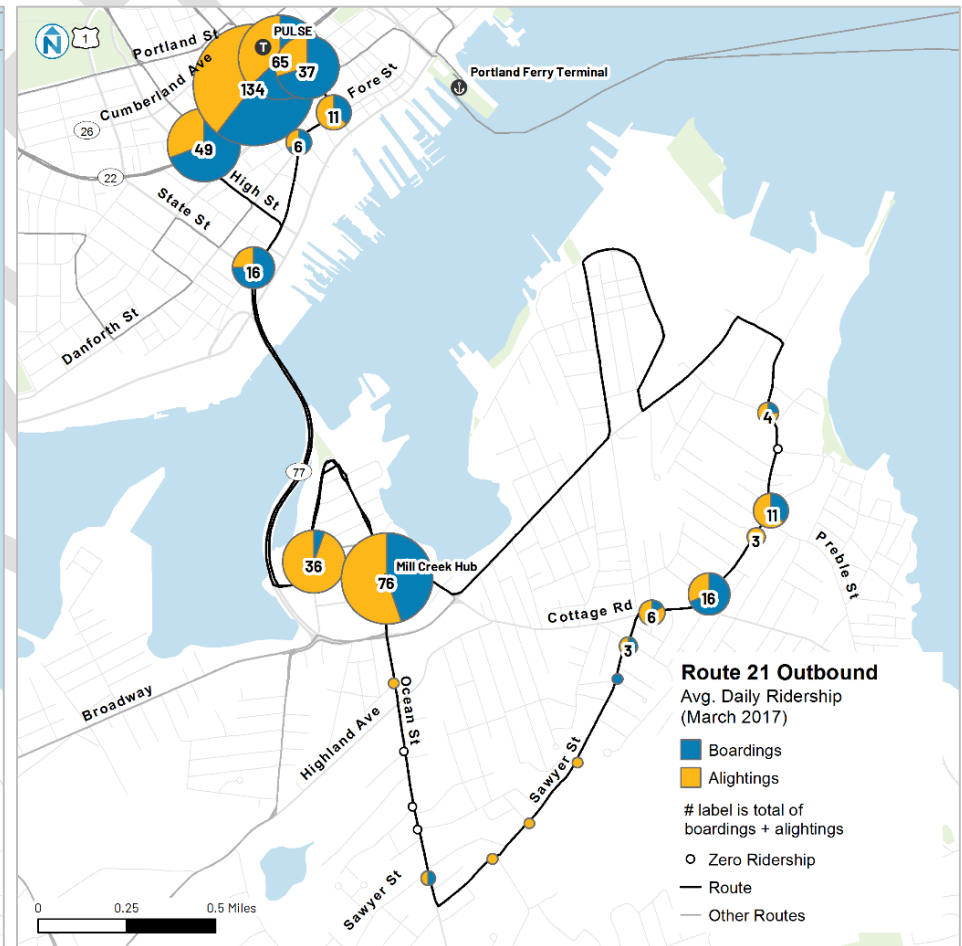 N
1
Portland St
PULSE
T
65
37
Cumberland Ave
134
Fore St
Portland Ferry Terminal
11
26
6
49
22
High St
State St
16
Danforth St
77
4
11
3
Preble St
36
Mill Creek Hub
76
16
Cottage Rd
6
3
Broadway
Ocean St
Highland Ave
Sawyer St
Sawyer St
Route 21 Outbound
Avg. Daily Ridership
(March 2017)
Boardings
Alightings
# label is total of
boardings + alightings
Zero Ridership
Route
Other Routes
0 0.25 0.5 Miles